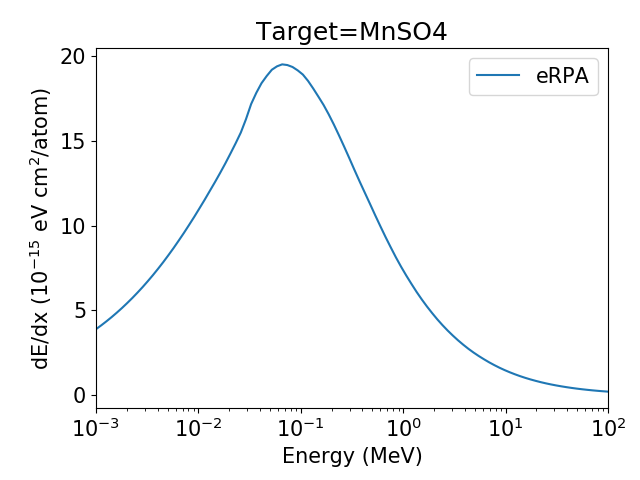 Target=MnSO4
eRPA
dE/dx (10⁻¹⁵ eV cm²/atom)
20
15
10
5
0
10⁻³ 10⁻² 10⁻¹ 10⁰ 10¹ 10²
Energy (MeV)